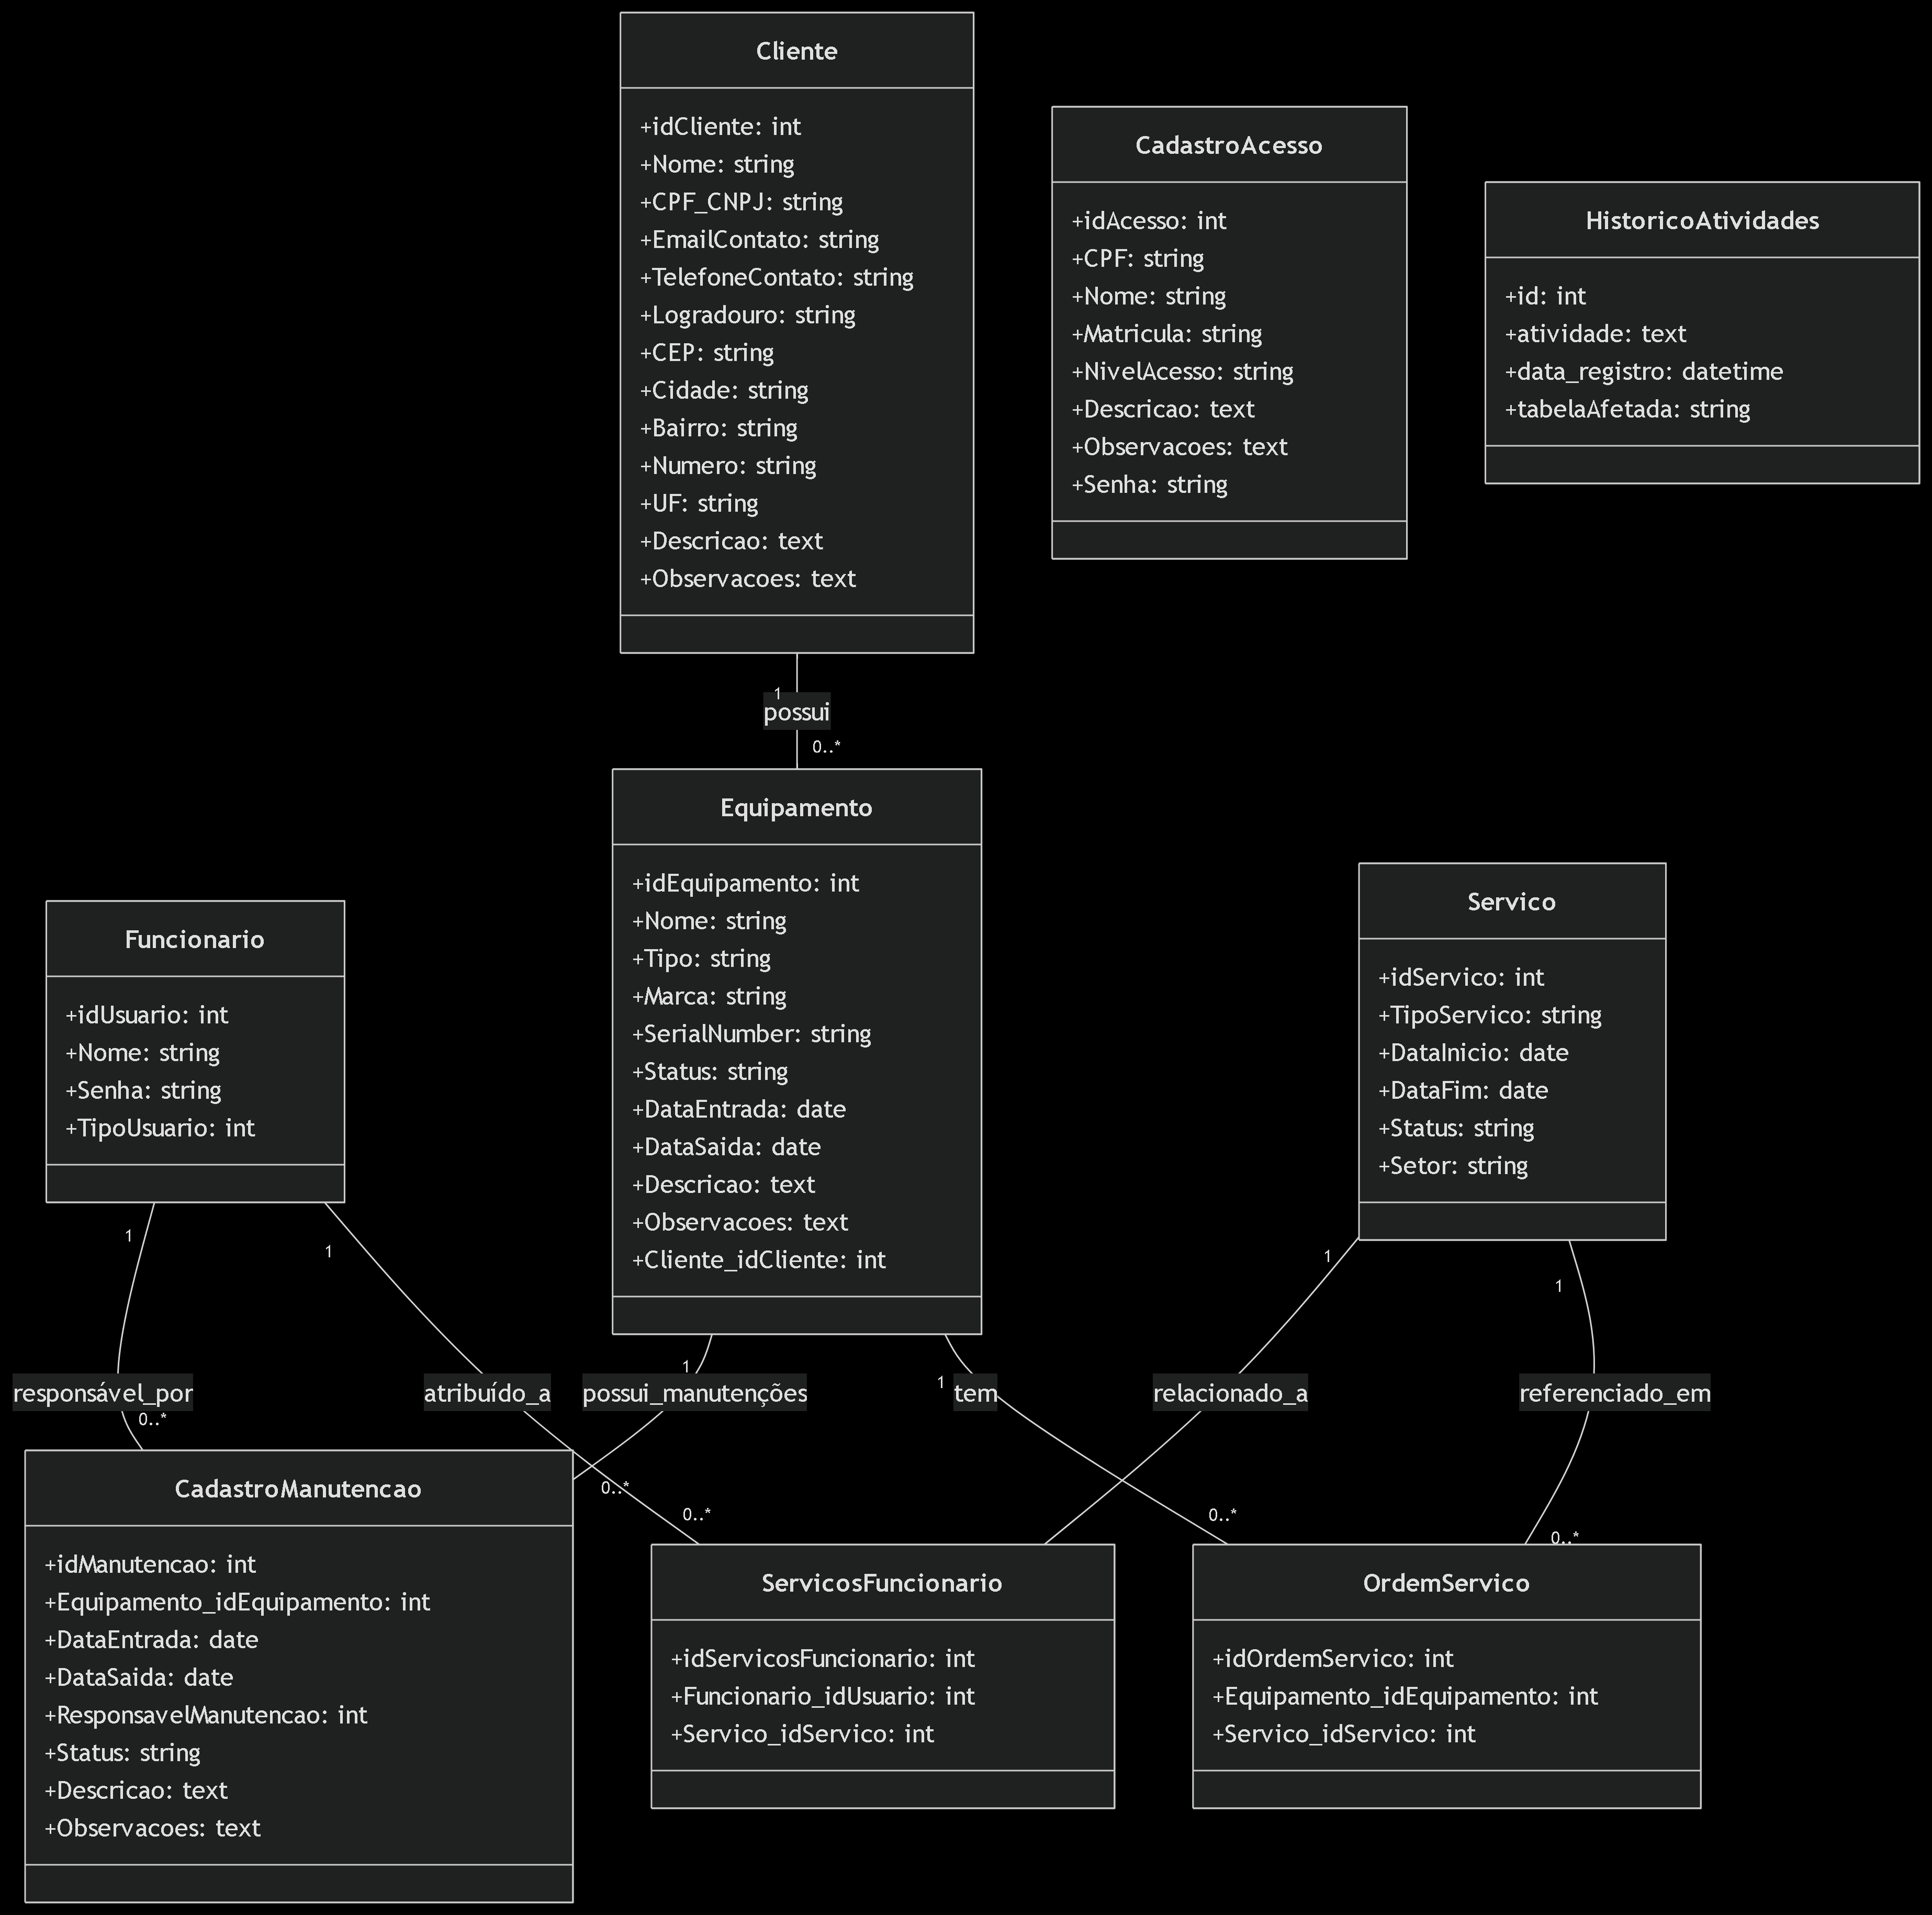 Cliente
+idCliente: int
+Nome: string
+CPF_CNPJ: string
+EmailContato: string
+TelefoneContato: string
+Logradouro: string
+CEP: string
+Cidade: string
+Bairro: string
+Numero: string
+UF: string
+Descricao: text
+Observacoes: text
CadastroAcesso
+idAcesso: int
+CPF: string
+Nome: string
+Matricula: string
+NivelAcesso: string
+Descricao: text
+Observacoes: text
+Senha: string
HistoricoAtividades
+id: int
+atividade: text
+data_registro: datetime
+tabelaAfetada: string
1
possui
0..*
Funcionario
+idUsuario: int
+Nome: string
+Senha: string
+TipoUsuario: int
Equipamento
+idEquipamento: int
+Nome: string
+Tipo: string
+Marca: string
+SerialNumber: string
+Status: string
+DataEntrada: date
+DataSaida: date
+Descricao: text
+Observacoes: text
+Cliente_idCliente: int
Servico
+idServico: int
+TipoServico: string
+DataInicio: date
+DataFim: date
+Status: string
+Setor: string
1
1
1
1
1
1
responsável_por
atribuído_a
possui_manutenções
tem
relacionado_a
referenciado_em
0..*
0..*
0..*
0..*
0..*
CadastroManutencao
+idManutencao: int
+Equipamento_idEquipamento: int
+DataEntrada: date
+DataSaida: date
+ResponsavelManutencao: int
+Status: string
+Descricao: text
+Observacoes: text
ServicosFuncionario
+idServicosFuncionario: int
+Funcionario_idUsuario: int
+Servico_idServico: int
OrdemServico
+idOrdemServico: int
+Equipamento_idEquipamento: int
+Servico_idServico: int